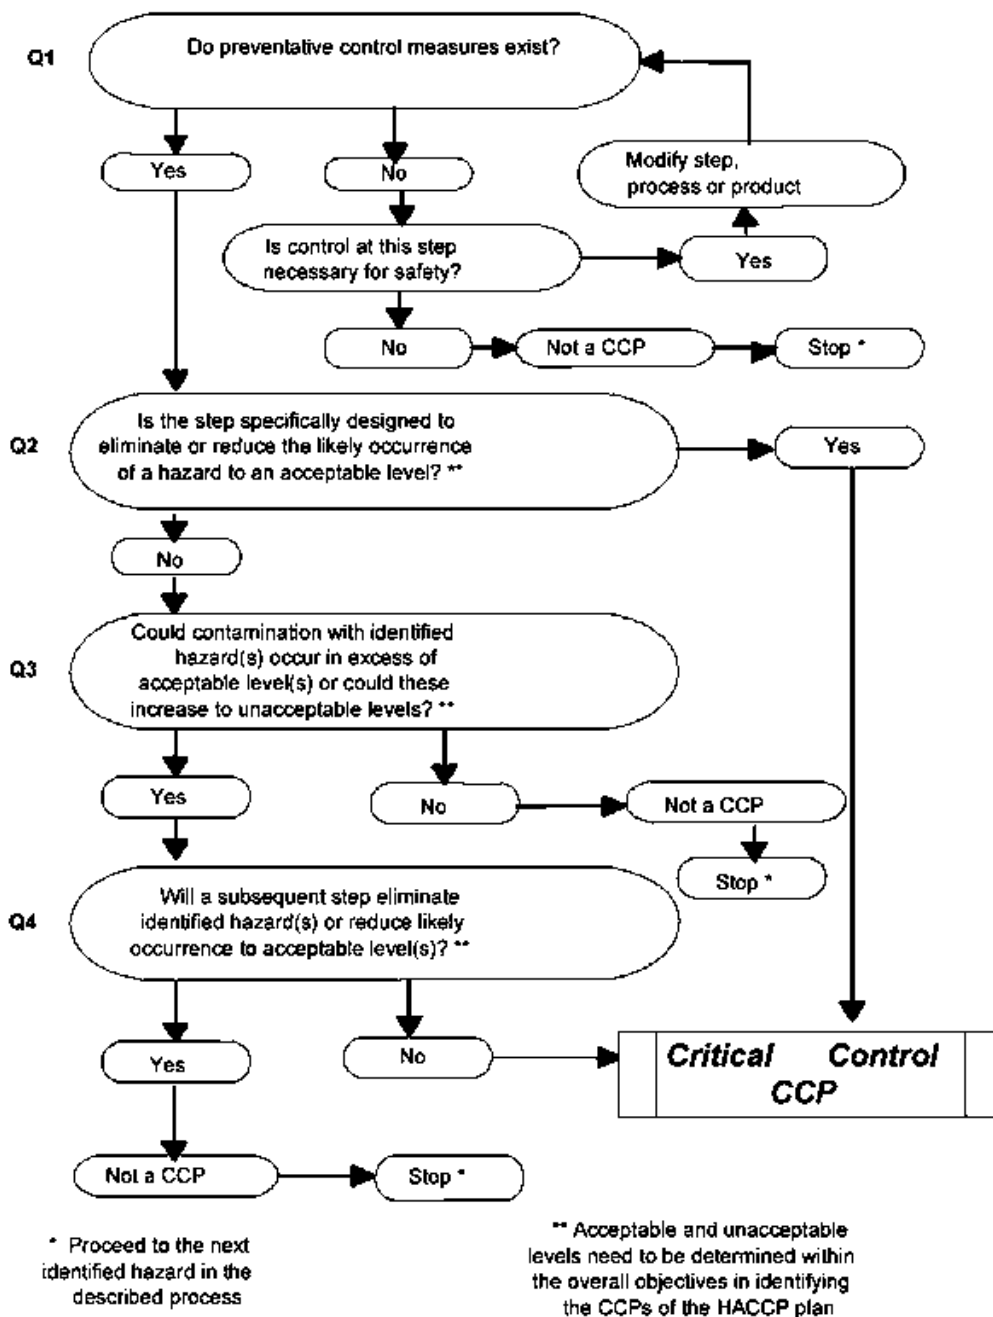 Q1
Do preventative control measures exist?
Yes
No
Modify step,
process or product
Is control at this step
necessary for safety?
Yes
No
Not a CCP
Stop *
Q2
Is the step specifically designed to
eliminate or reduce the likely occurrence
of a hazard to an acceptable level? **
Yes
No
Q3
Could contamination with identified
hazard(s) occur in excess of
acceptable level(s) or could these
increase to unacceptable levels? **
Yes
No
Not a CCP
Stop *
Q4
Will a subsequent step eliminate
identified hazard(s) or reduce likely
occurrence to acceptable level(s)? **
Yes
No
Critical Control
CCP
Not a CCP
Stop *
* Proceed to the next
identified hazard in the
described process
** Acceptable and unacceptable
levels need to be determined within
the overall objectives in identifying
the CCPs of the HACCP plan